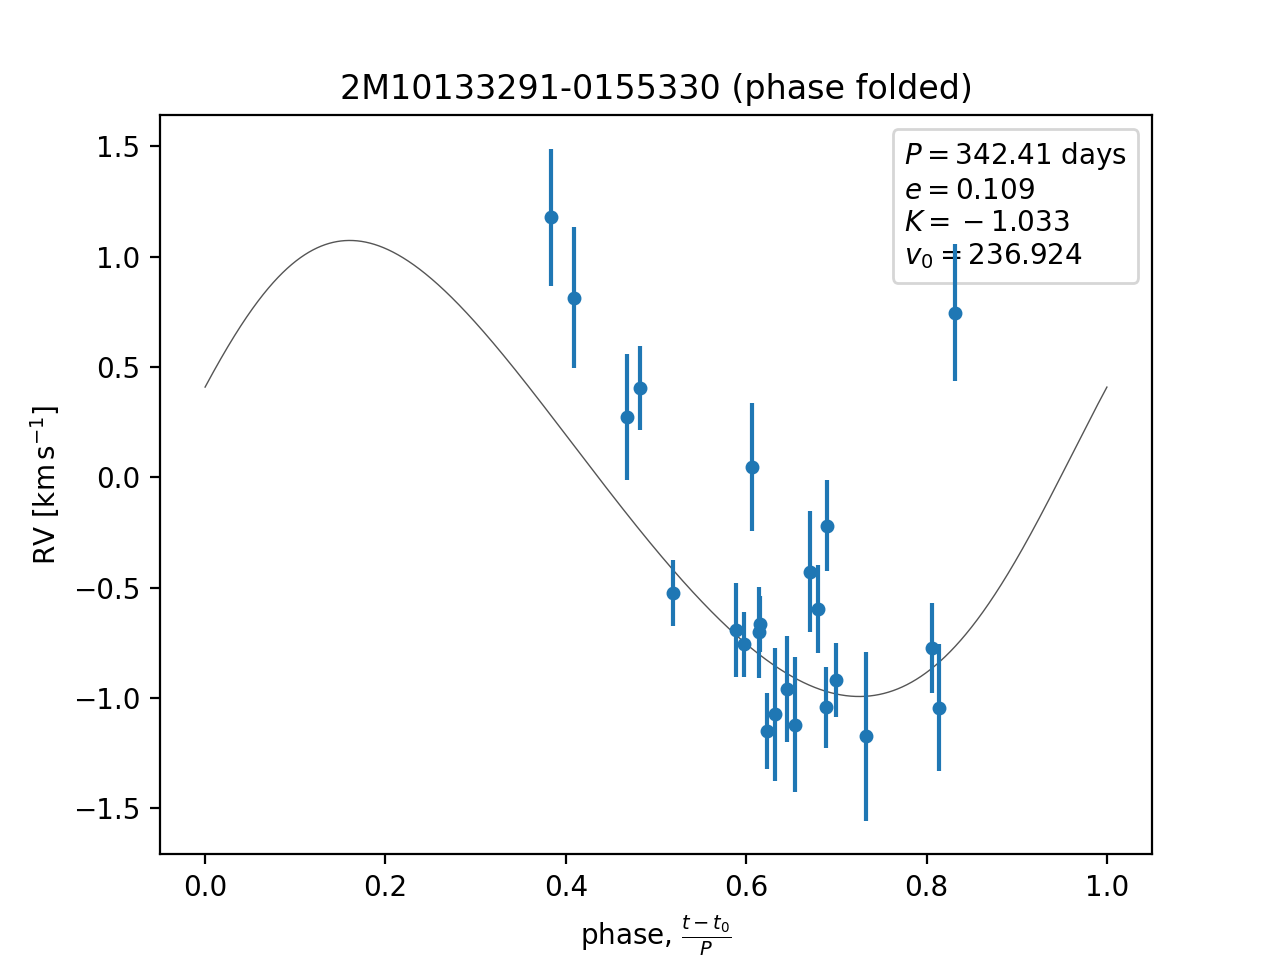 2M10133291-0155330 (phase folded)
P = 342.41 days
e = 0.109
K = −1.033
v₀ = 236.924
1.5
1.0
0.5
0.0
−0.5
−1.0
−1.5
RV [km s⁻¹]
0.0 0.2 0.4 0.6 0.8 1.0
phase, (t − t₀)/P